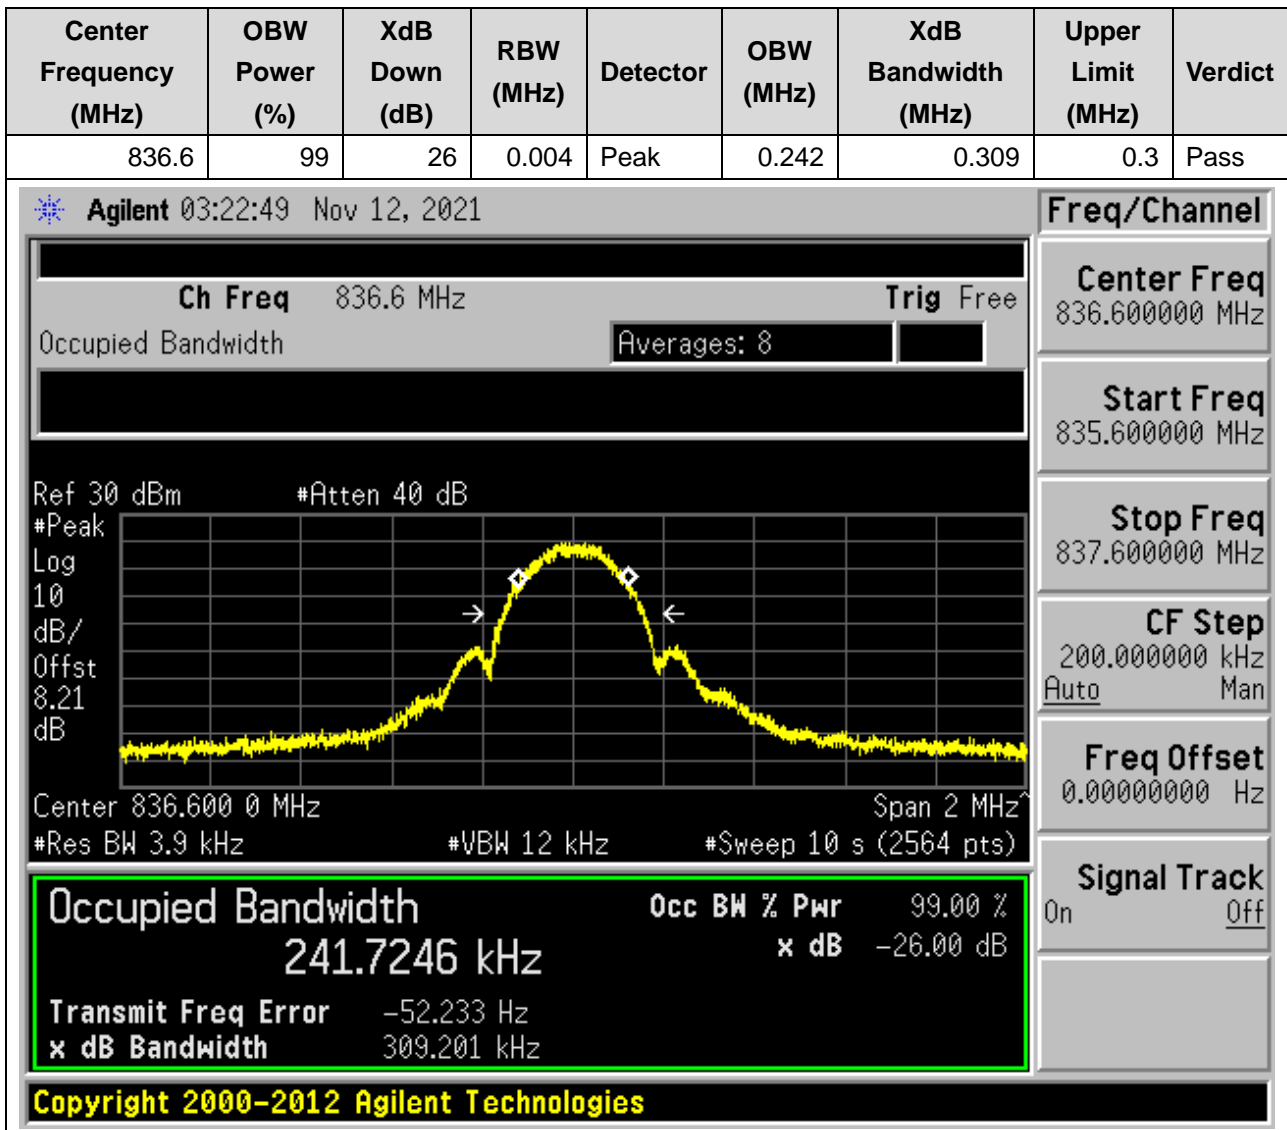 Center Frequency (MHz) OBW Power (%) XdB Down (dB) RBW (MHz) Detector OBW (MHz) XdB Bandwidth (MHz) Upper Limit (MHz) Verdict
836.6 99 26 0.004 Peak 0.242 0.309 0.3 Pass
Agilent 03:22:49 Nov 12, 2021
Freq/Channel
Ch Freq 836.6 MHz Trig Free
Occupied Bandwidth Averages: 8
Center Freq
836.600000 MHz
Start Freq
835.600000 MHz
Stop Freq
837.600000 MHz
CF Step
200.000000 kHz
Auto Man
Freq Offset
0.00000000 Hz
Signal Track
On Off
Ref 30 dBm #Atten 40 dB
#Peak
Log
10
dB/
Offst
8.21
dB
Center 836.600 0 MHz Span 2 MHz^
#Res BW 3.9 kHz #VBW 12 kHz #Sweep 10 s (2564 pts)
Occupied Bandwidth Occ BW % Pwr 99.00 %
241.7246 kHz x dB -26.00 dB
Transmit Freq Error -52.233 Hz
x dB Bandwidth 309.201 kHz
Copyright 2000-2012 Agilent Technologies